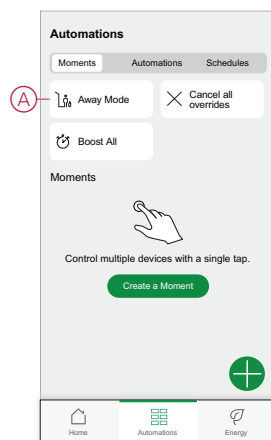 Automations
Moments Automations Schedules
A
Away Mode
Cancel all
overrides
Boost All
Moments
Control multiple devices with a single tap.
Create a Moment
Home Automations Energy